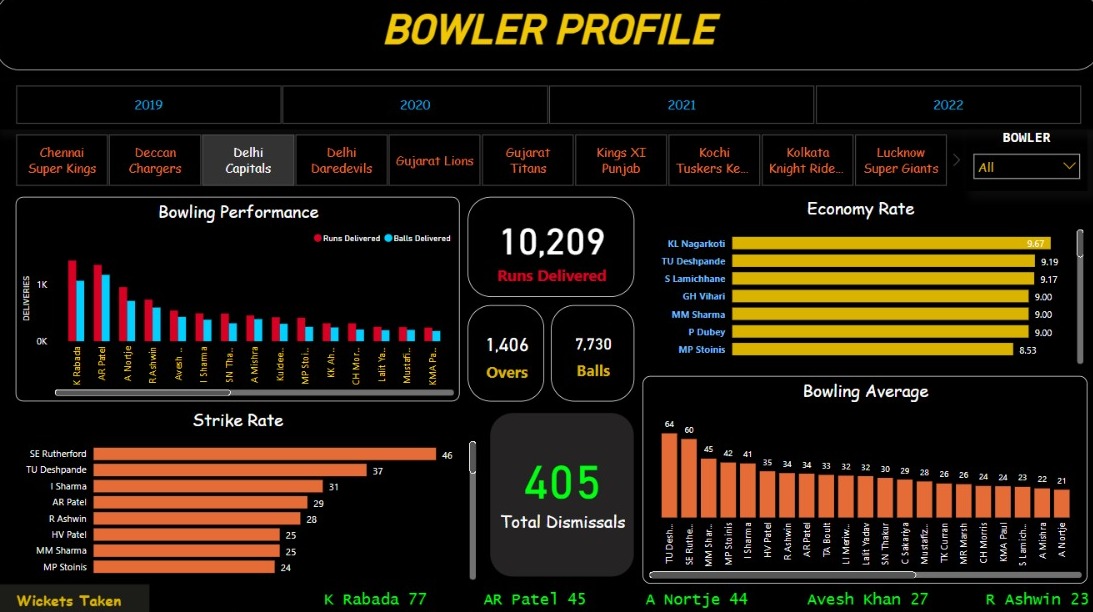 BOWLER PROFILE
2019 2020 2021 2022
Chennai Super Kings
Deccan Chargers
Delhi Capitals
Delhi Daredevils
Gujarat Lions
Gujarat Titans
Kings XI Punjab
Kochi Tuskers Ke...
Kolkata Knight Ride...
Lucknow Super Giants
BOWLER
All
Bowling Performance
Runs Delivered Balls Delivered
DELIVERIES
1K
0K
K Rabada
AR Patel
A Nortje
R Ashwin
Avesh ...
I Sharma
SN Tha...
A Mishra
Kuldee...
MP Stoi...
KK Ah...
CH Mor...
Lalit Ya...
Mustafi...
KMA Pa...
10,209
Runs Delivered
1,406
Overs
7,730
Balls
Economy Rate
KL Nagarkoti 9.67
TU Deshpande 9.19
S Lamichhane 9.17
GH Vihari 9.00
MM Sharma 9.00
P Dubey 9.00
MP Stoinis 8.53
Strike Rate
SE Rutherford 46
TU Deshpande 37
I Sharma 31
AR Patel 29
R Ashwin 28
HV Patel 25
MM Sharma 25
MP Stoinis 24
405
Total Dismissals
Bowling Average
64 60 45 42 41 35 34 34 33 32 32 30 29 28 26 26 24 24 23 22 21
TU Desh...
SE Ruthe...
MM Shar...
MP Stoinis
I Sharma
HV Patel
R Ashwin
AR Patel
TA Boult
LI Meriw...
Lalit Yadav
SN Thakur
C Sakariya
Mustafiz...
TK Curran
MR Marsh
CH Morris
KMA Paul
S Lamich...
A Mishra
A Nortje
Wickets Taken
K Rabada 77 AR Patel 45 A Nortje 44 Avesh Khan 27 R Ashwin 23